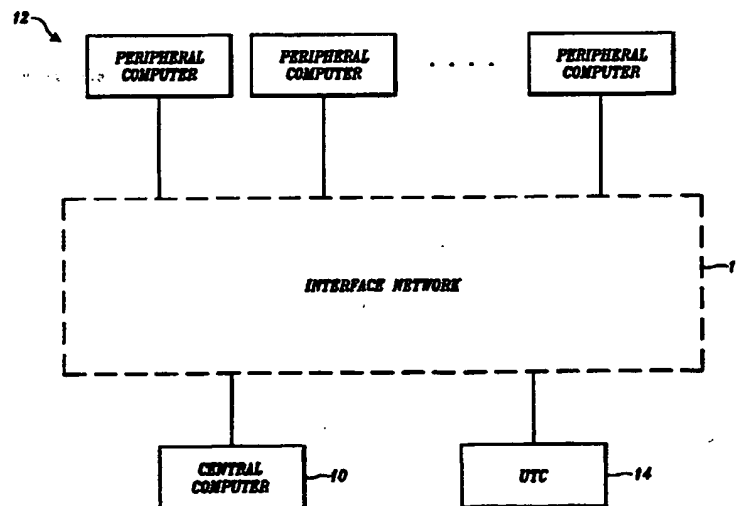 12
PERIPHERAL
COMPUTER
PERIPHERAL
COMPUTER
. . . .
PERIPHERAL
COMPUTER
INTERFACE NETWORK
1
CENTRAL
COMPUTER
10
UTC
14